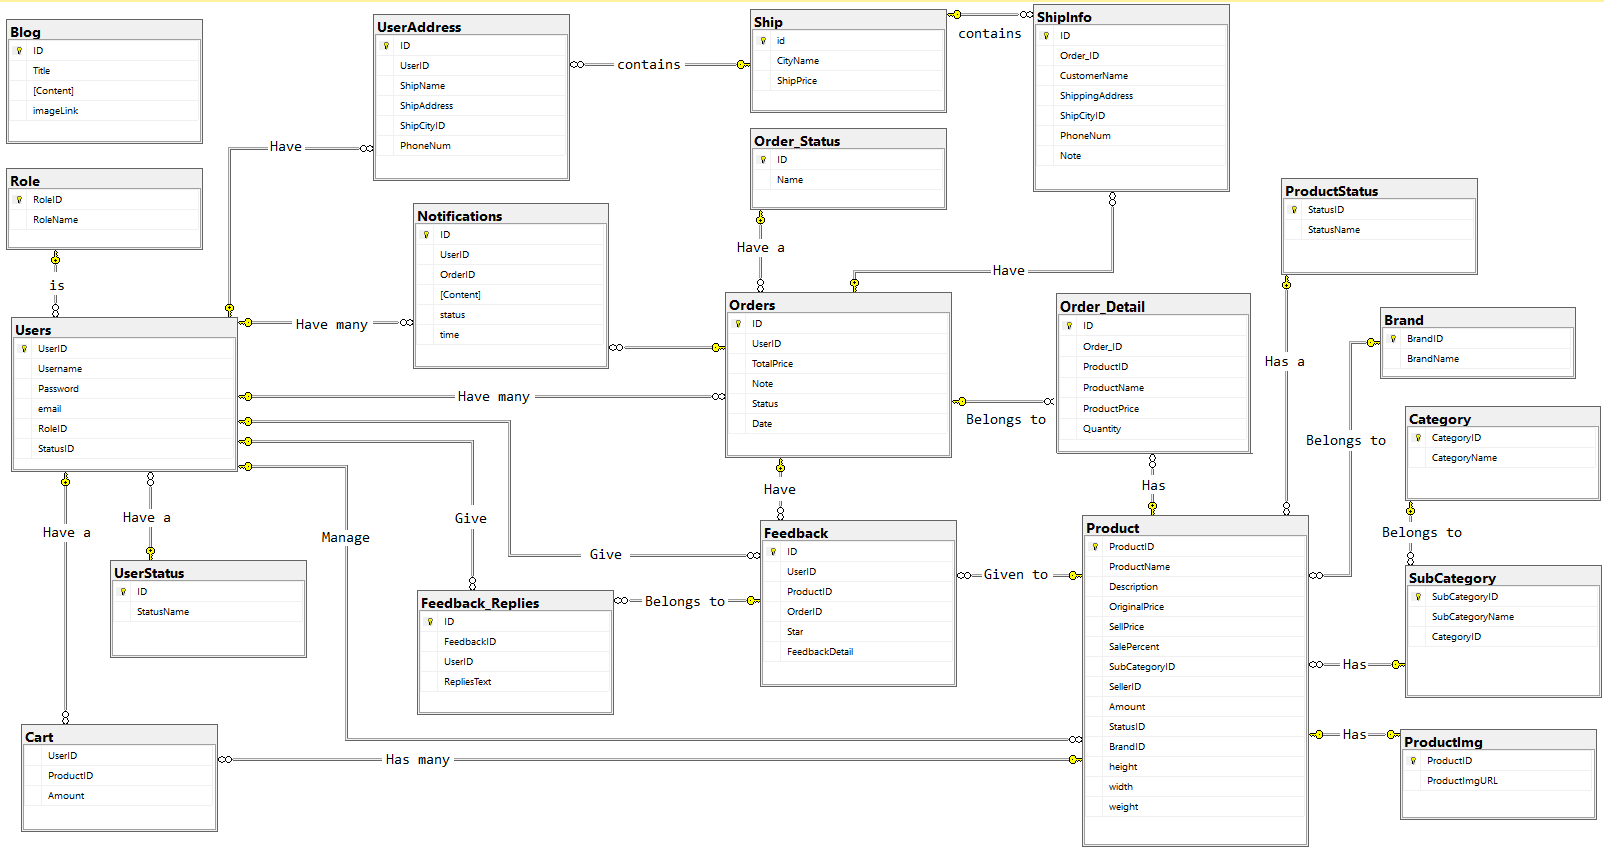 Blog
ID
Title
[Content]
imageLink
Role
RoleID
RoleName
is
Users
UserID
Username
Password
email
RoleID
StatusID
Have a
Have a
UserStatus
ID
StatusName
Cart
UserID
ProductID
Amount
UserAddress
ID
UserID
ShipName
ShipAddress
ShipCityID
PhoneNum
Have
contains
Notifications
ID
UserID
OrderID
[Content]
status
time
Have many
Have many
Give
Give
Manage
Feedback_Replies
ID
FeedbackID
UserID
RepliesText
Belongs to
Has many
Ship
id
CityName
ShipPrice
contains
ShipInfo
ID
Order_ID
CustomerName
ShippingAddress
ShipCityID
PhoneNum
Note
Order_Status
ID
Name
Have a
Have
Orders
ID
UserID
TotalPrice
Note
Status
Date
Belongs to
Have
Feedback
ID
UserID
ProductID
OrderID
Star
FeedbackDetail
Given to
Order_Detail
ID
Order_ID
ProductID
ProductName
ProductPrice
Quantity
Has
ProductStatus
StatusID
StatusName
Has a
Product
ProductID
ProductName
Description
OriginalPrice
SellPrice
SalePercent
SubCategoryID
SellerID
Amount
StatusID
BrandID
height
width
weight
Brand
BrandID
BrandName
Belongs to
Category
CategoryID
CategoryName
Belongs to
SubCategory
SubCategoryID
SubCategoryName
CategoryID
Has
Has
ProductImg
ProductID
ProductImgURL